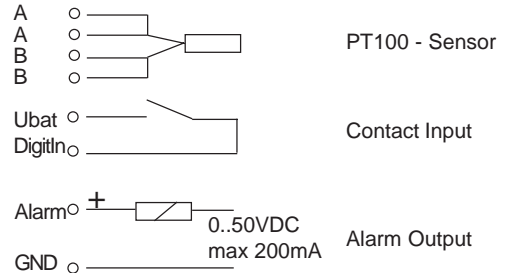 A
A
B
B
PT100 - Sensor
Ubat
DigitIn
Contact Input
Alarm +
0..50VDC
max 200mA
Alarm Output
GND